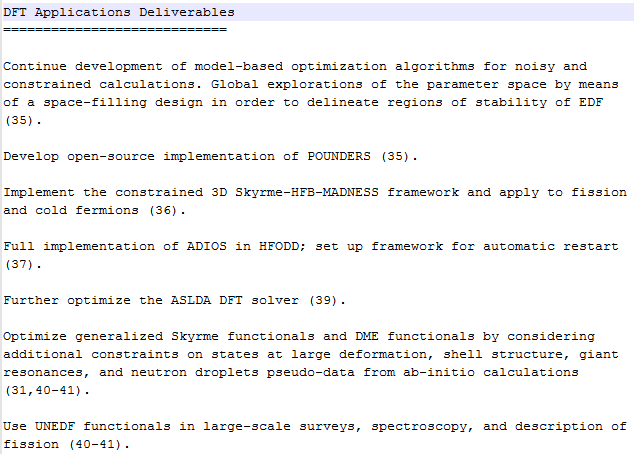 DFT Applications Deliverables
============================
Continue development of model-based optimization algorithms for noisy and
constrained calculations. Global explorations of the parameter space by means
of a space-filling design in order to delineate regions of stability of EDF
(35).
Develop open-source implementation of POUNDERS (35).
Implement the constrained 3D Skyrme-HFB-MADNESS framework and apply to fission
and cold fermions (36).
Full implementation of ADIOS in HFODD; set up framework for automatic restart
(37).
Further optimize the ASLDA DFT solver (39).
Optimize generalized Skyrme functionals and DME functionals by considering
additional constraints on states at large deformation, shell structure, giant
resonances, and neutron droplets pseudo-data from ab-initio calculations
(31,40-41).
Use UNEDF functionals in large-scale surveys, spectroscopy, and description of
fission (40-41).